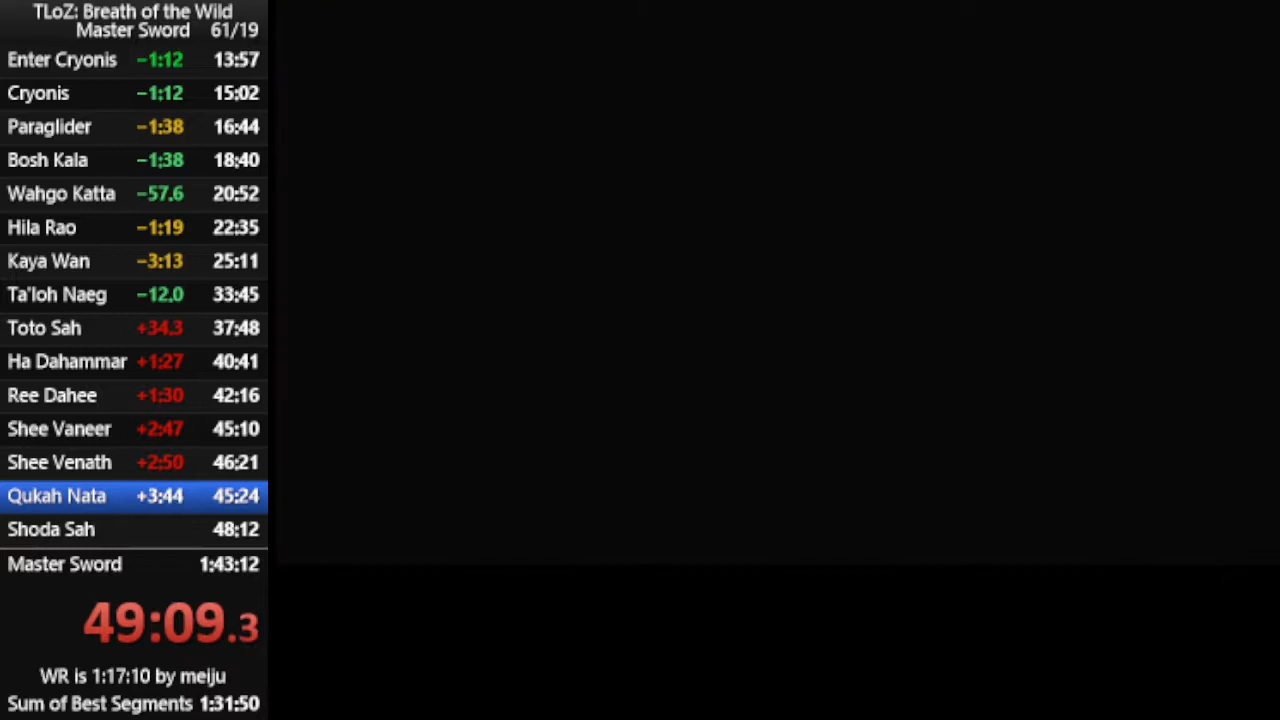 TLoZ: Breath of the Wild
Master Sword 61/19
Enter Cryonis -1:12 13:57
Cryonis -1:12 15:02
Paraglider -1:38 16:44
Bosh Kala -1:38 18:40
Wahgo Katta -57.6 20:52
Hila Rao -1:19 22:35
Kaya Wan -3:13 25:11
Ta'loh Naeg -12.0 33:45
Toto Sah +34.3 37:48
Ha Dahammar +1:27 40:41
Ree Dahee +1:30 42:16
Shee Vaneer +2:47 45:10
Shee Venath +2:50 46:21
Qukah Nata +3:44 45:24
Shoda Sah 48:12
Master Sword 1:43:12
49:09.3
WR is 1:17:10 by meiju
Sum of Best Segments 1:31:50